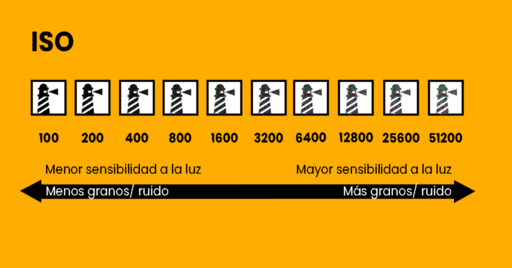 ISO
100 200 400 800 1600 3200 6400 12800 25600 51200
Menor sensibilidad a la luz Mayor sensibilidad a la luz
Menos granos/ ruido Más granos/ ruido